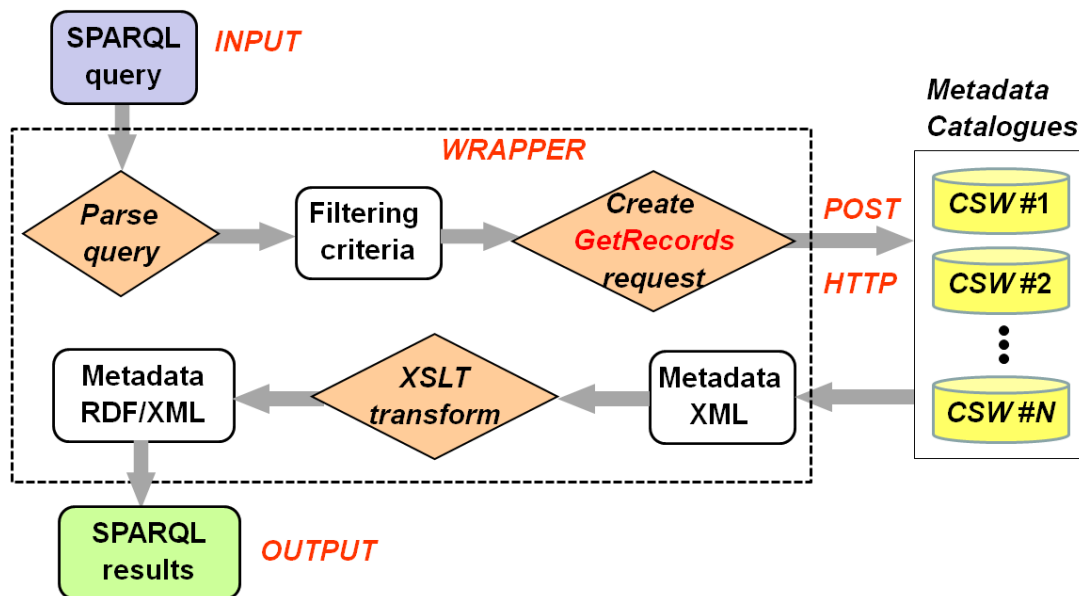 SPARQL
query
INPUT
Metadata
Catalogues
WRAPPER
Parse
query
Filtering
criteria
Create
GetRecords
request
POST
HTTP
CSW #1
CSW #2
CSW #N
Metadata
XML
XSLT
transform
Metadata
RDF/XML
SPARQL
results
OUTPUT